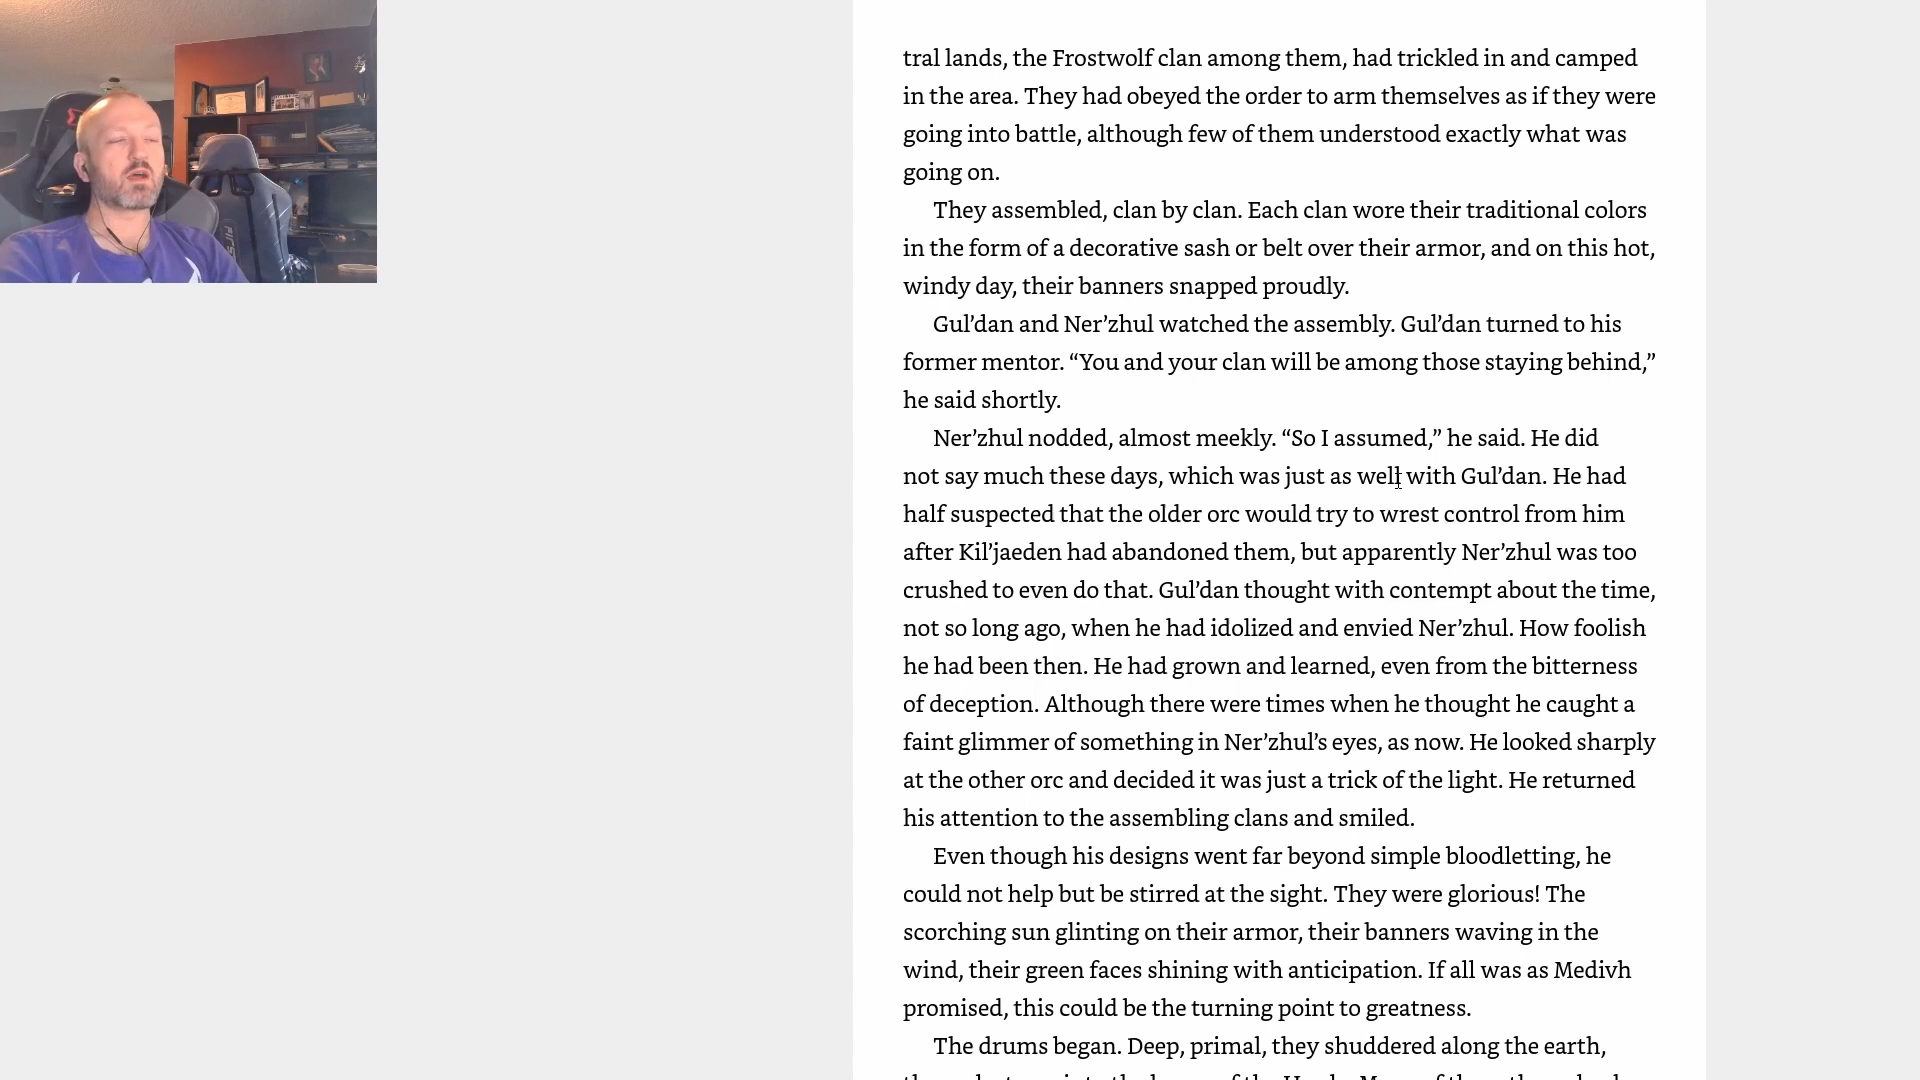 tral lands, the Frostwolf clan among them, had trickled in and camped
in the area. They had obeyed the order to arm themselves as if they were
going into battle, although few of them understood exactly what was
going on.
They assembled, clan by clan. Each clan wore their traditional colors
in the form of a decorative sash or belt over their armor, and on this hot,
windy day, their banners snapped proudly.
Gul’dan and Ner’zhul watched the assembly. Gul’dan turned to his
former mentor. “You and your clan will be among those staying behind,”
he said shortly.
Ner’zhul nodded, almost meekly. “So I assumed,” he said. He did
not say much these days, which was just as well with Gul’dan. He had
half suspected that the older orc would try to wrest control from him
after Kil’jaeden had abandoned them, but apparently Ner’zhul was too
crushed to even do that. Gul’dan thought with contempt about the time,
not so long ago, when he had idolized and envied Ner’zhul. How foolish
he had been then. He had grown and learned, even from the bitterness
of deception. Although there were times when he thought he caught a
faint glimmer of something in Ner’zhul’s eyes, as now. He looked sharply
at the other orc and decided it was just a trick of the light. He returned
his attention to the assembling clans and smiled.
Even though his designs went far beyond simple bloodletting, he
could not help but be stirred at the sight. They were glorious! The
scorching sun glinting on their armor, their banners waving in the
wind, their green faces shining with anticipation. If all was as Medivh
promised, this could be the turning point to greatness.
The drums began. Deep, primal, they shuddered along the earth,